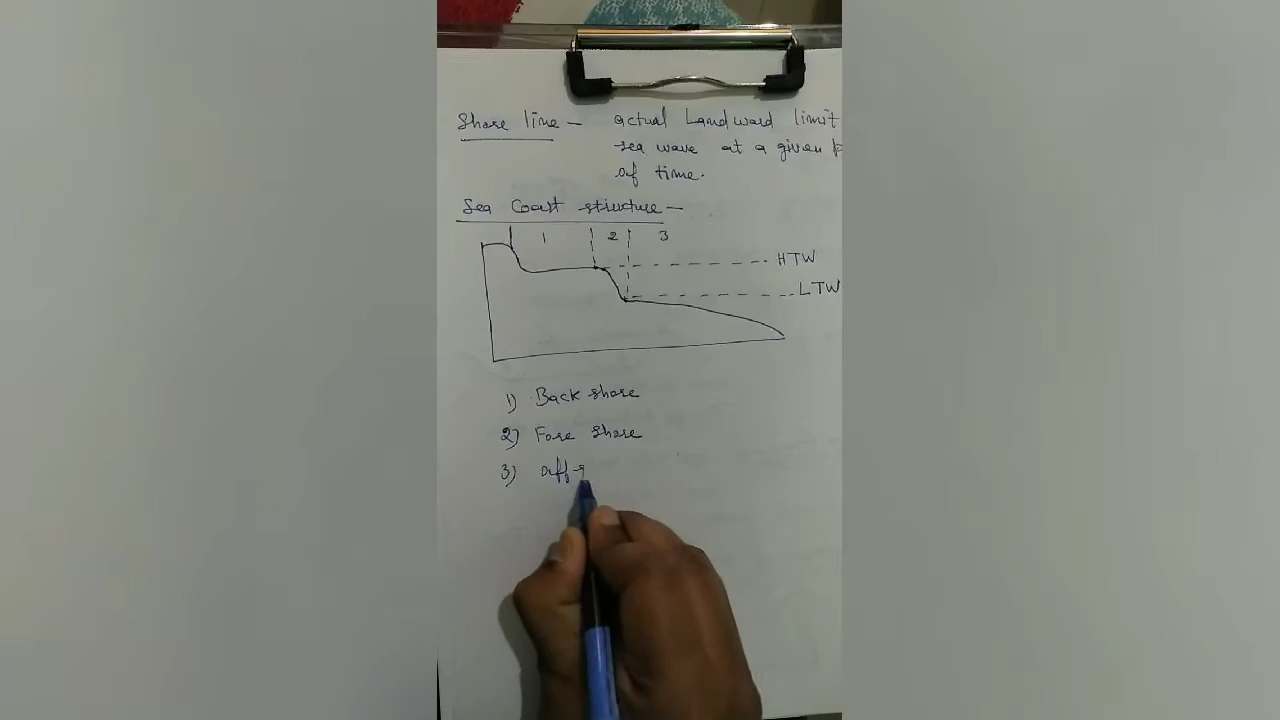 Shore line – actual Landward limit
sea wave at a given p
of time.
Sea Coast structure –
1 2 3
HTW
LTW
1) Back shore
2) Fore shore
3) Off s